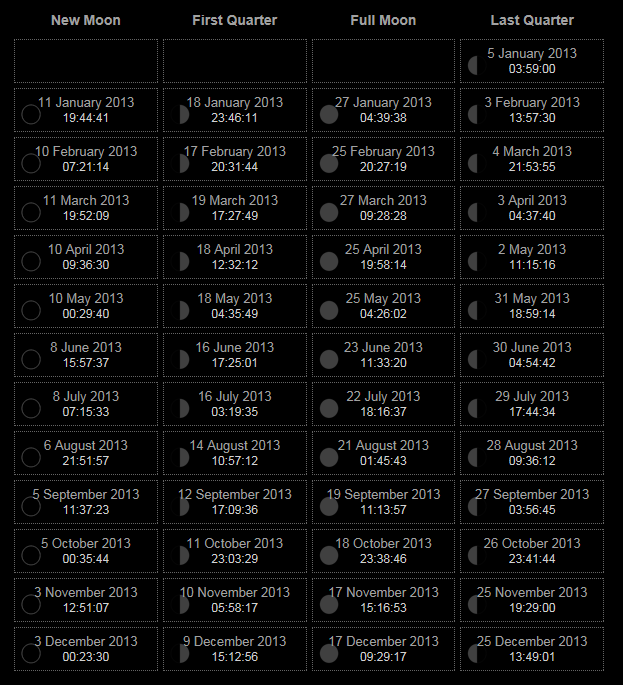 New Moon First Quarter Full Moon Last Quarter
5 January 2013
03:59:00
11 January 2013 18 January 2013 27 January 2013 3 February 2013
19:44:41 23:46:11 04:39:38 13:57:30
10 February 2013 17 February 2013 25 February 2013 4 March 2013
07:21:14 20:31:44 20:27:19 21:53:55
11 March 2013 19 March 2013 27 March 2013 3 April 2013
19:52:09 17:27:49 09:28:28 04:37:40
10 April 2013 18 April 2013 25 April 2013 2 May 2013
09:36:30 12:32:12 19:58:14 11:15:16
10 May 2013 18 May 2013 25 May 2013 31 May 2013
00:29:40 04:35:49 04:26:02 18:59:14
8 June 2013 16 June 2013 23 June 2013 30 June 2013
15:57:37 17:25:01 11:33:20 04:54:42
8 July 2013 16 July 2013 22 July 2013 29 July 2013
07:15:33 03:19:35 18:16:37 17:44:34
6 August 2013 14 August 2013 21 August 2013 28 August 2013
21:51:57 10:57:12 01:45:43 09:36:12
5 September 2013 12 September 2013 19 September 2013 27 September 2013
11:37:23 17:09:36 11:13:57 03:56:45
5 October 2013 11 October 2013 18 October 2013 26 October 2013
00:35:44 23:03:29 23:38:46 23:41:44
3 November 2013 10 November 2013 17 November 2013 25 November 2013
12:51:07 05:58:17 15:16:53 19:29:00
3 December 2013 9 December 2013 17 December 2013 25 December 2013
00:23:30 15:12:56 09:29:17 13:49:01